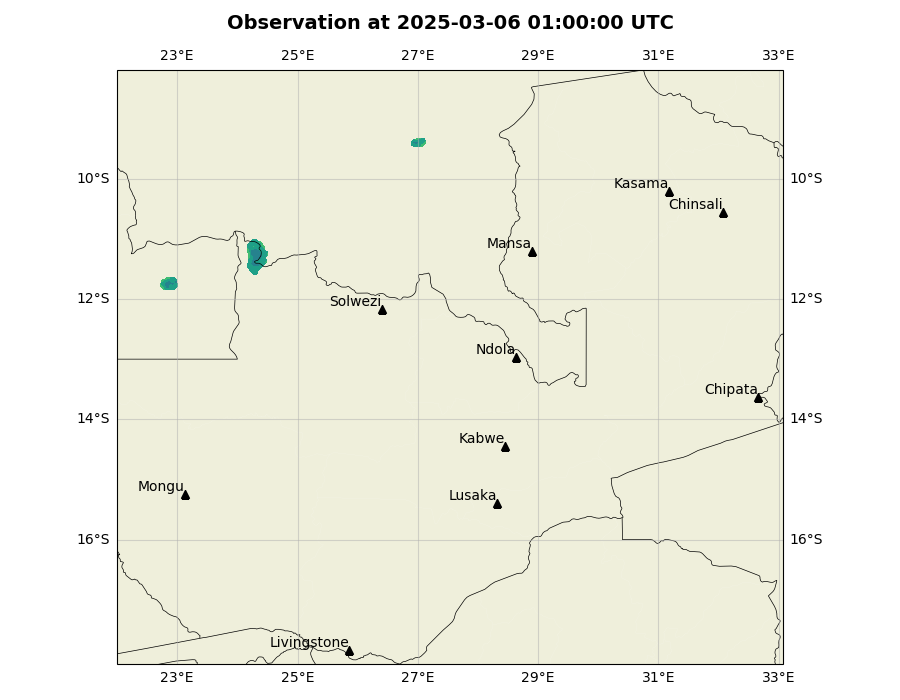 Observation at 2025-03-06 01:00:00 UTC
23°E 25°E 27°E 29°E 31°E 33°E
10°S 10°S
Kasama
Chinsali
Mansa
12°S 12°S
Solwezi
Ndola
Chipata
14°S 14°S
Kabwe
Mongu
Lusaka
16°S 16°S
Livingstone
23°E 25°E 27°E 29°E 31°E 33°E